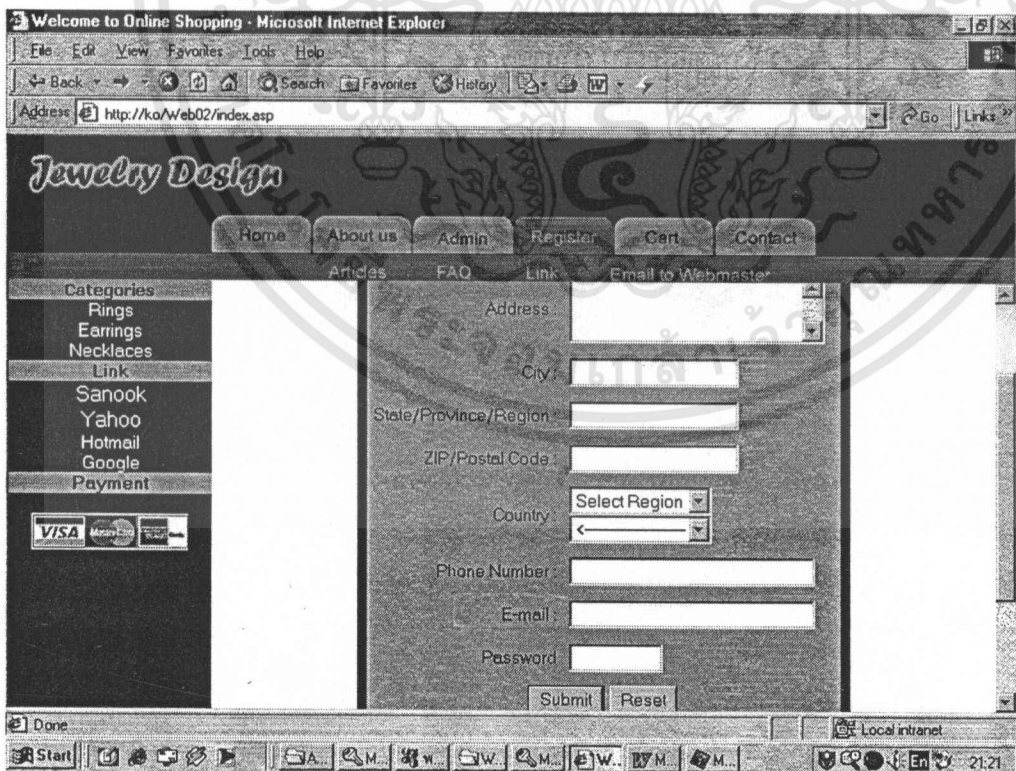 Welcome to Online Shopping - Microsoft Internet Explorer
File Edit View Favorites Tools Help
Back Search Favorites History
Address http://ko/Web02/index.asp Go Links »
Jewelry Design
Home About us Admin Register Cart Contact
Articles FAQ Link Email to Webmaster
Categories
Rings
Earrings
Necklaces
Link
Sanook
Yahoo
Hotmail
Google
Payment
VISA MasterCard
Address :
City :
State/Province/Region :
ZIP/Postal Code :
Country : Select Region
<————
Phone Number :
E-mail :
Password
Submit Reset
Done Local intranet
Start A... M... w... W... M... W... M... M... En 21:21